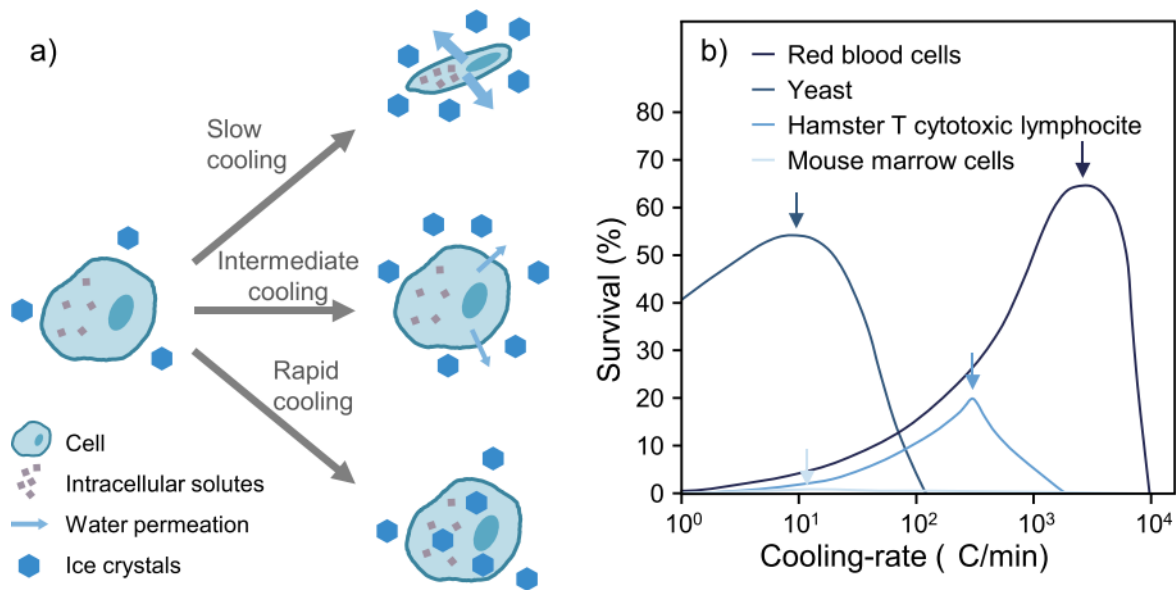 a)
Slow
cooling
Intermediate
cooling
Rapid
cooling
Cell
Intracellular solutes
Water permeation
Ice crystals
b)
Red blood cells
Yeast
Hamster T cytotoxic lymphocite
Mouse marrow cells
Survival (%)
80
70
60
50
40
30
20
10
0
10⁰
10¹
10²
10³
10⁴
Cooling-rate ( C/min)